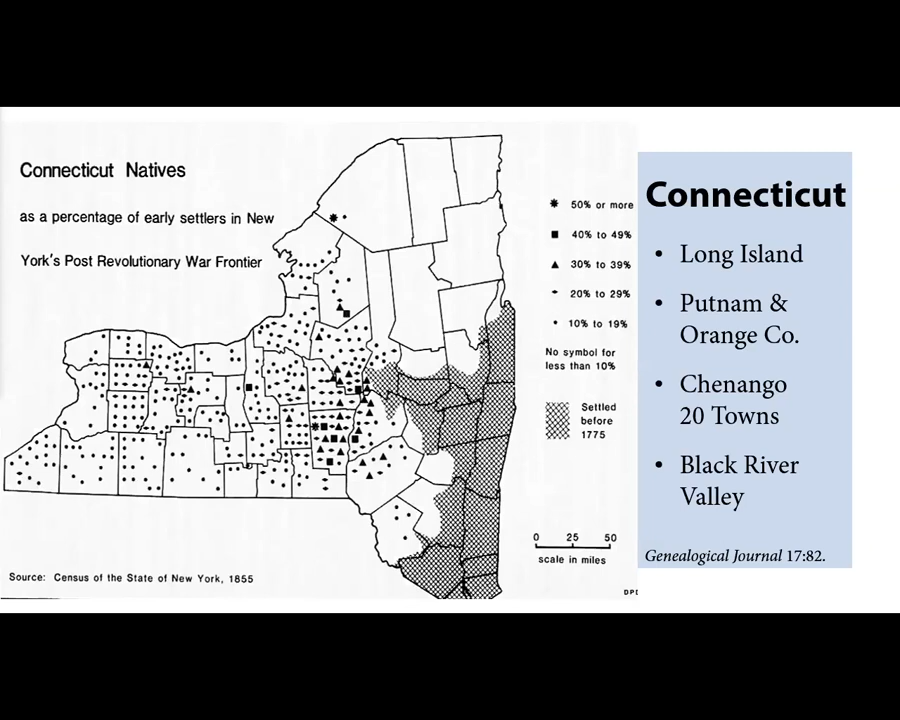 Connecticut Natives
as a percentage of early settlers in New
York's Post Revolutionary War Frontier
50% or more
40% to 49%
30% to 39%
20% to 29%
10% to 19%
No symbol for
less than 10%
Settled
before
1775
0 25 50
scale in miles
Source: Census of the State of New York, 1855
Connecticut
• Long Island
• Putnam &
Orange Co.
• Chenango
20 Towns
• Black River
Valley
Genealogical Journal 17:82.